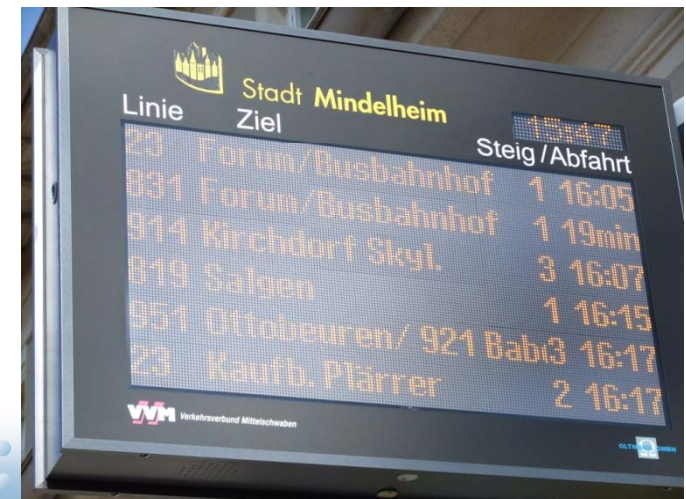 Stadt Mindelheim
15:47
Linie Ziel Steig/Abfahrt
23 Forum/Busbahnhof 1 16:05
831 Forum/Busbahnhof 1 19min
914 Kirchdorf Skyl. 3 16:07
819 Salgen 1 16:15
951 Ottobeuren/ 921 Bab 3 16:17
23 Kaufb. Plärrer 2 16:17
VVM Verkehrsverbund Mittelschwaben
GMBH